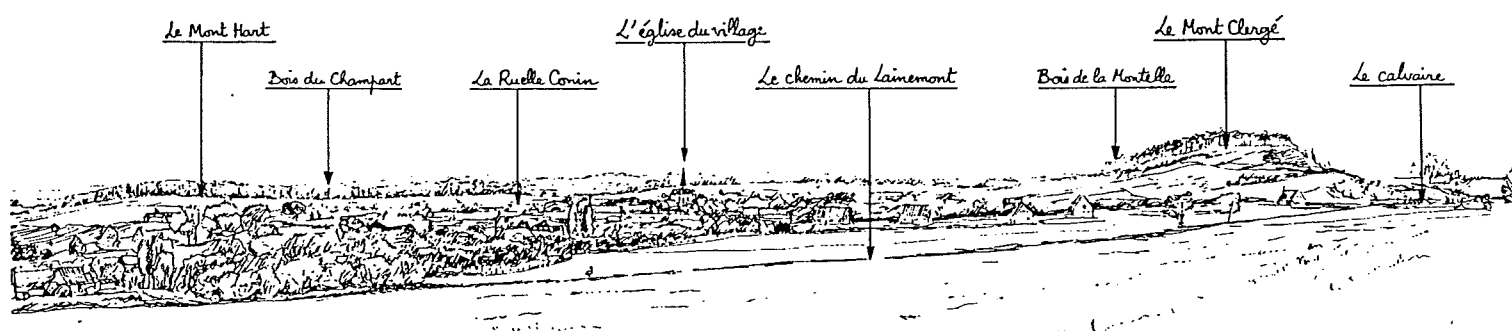 Le Mont Hart
Bois du Champart
La Ruelle Conin
L'église du village
Le chemin du Lainemont
Bois de la Montelle
Le Mont Clergé
Le calvaire